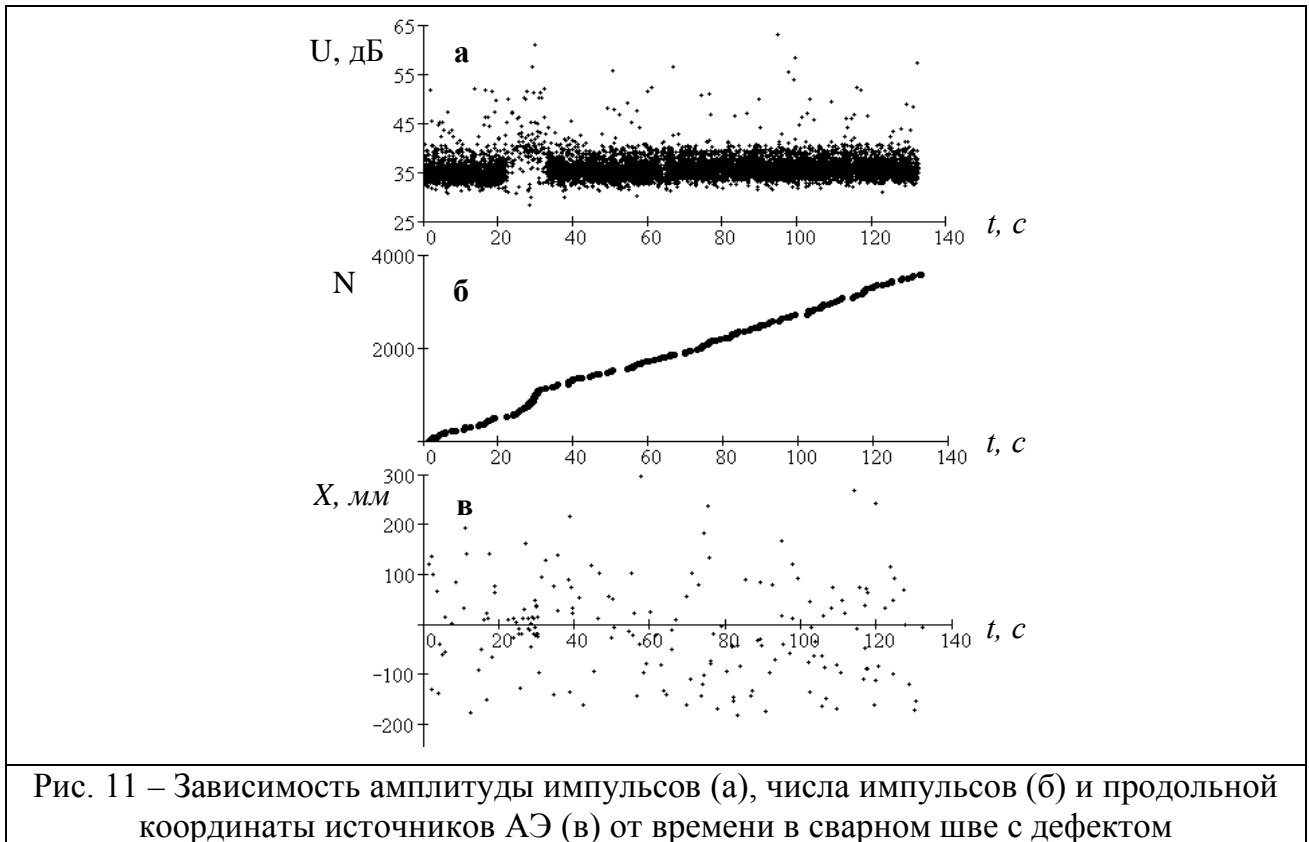 65
U, дБ
а
55
45
35
25
0 20 40 60 80 100 120 140
t, c
4000
N
б
2000
0 20 40 60 80 100 120 140
t, c
300
X, мм
в
200
100
0 20 40 60 80 100 120 140
t, c
-100
-200
Рис. 11 – Зависимость амплитуды импульсов (а), числа импульсов (б) и продольной
координаты источников АЭ (в) от времени в сварном шве с дефектом